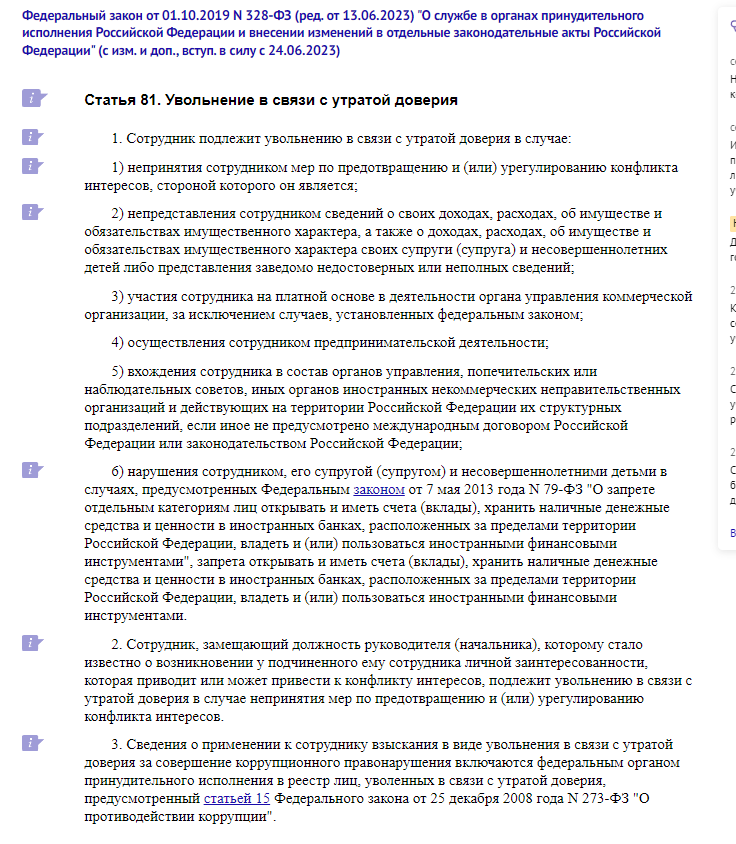 Федеральный закон от 01.10.2019 N 328-ФЗ (ред. от 13.06.2023) "О службе в органах принудительного
исполнения Российской Федерации и внесении изменений в отдельные законодательные акты Российской
Федерации" (с изм. и доп., вступ. в силу с 24.06.2023)
Статья 81. Увольнение в связи с утратой доверия
1. Сотрудник подлежит увольнению в связи с утратой доверия в случае:
1) непринятия сотрудником мер по предотвращению и (или) урегулированию конфликта
интересов, стороной которого он является;
2) непредставления сотрудником сведений о своих доходах, расходах, об имуществе и
обязательствах имущественного характера, а также о доходах, расходах, об имуществе и
обязательствах имущественного характера своих супруги (супруга) и несовершеннолетних
детей либо представления заведомо недостоверных или неполных сведений;
3) участия сотрудника на платной основе в деятельности органа управления коммерческой
организации, за исключением случаев, установленных федеральным законом;
4) осуществления сотрудником предпринимательской деятельности;
5) вхождения сотрудника в состав органов управления, попечительских или
наблюдательных советов, иных органов иностранных некоммерческих неправительственных
организаций и действующих на территории Российской Федерации их структурных
подразделений, если иное не предусмотрено международным договором Российской
Федерации или законодательством Российской Федерации;
6) нарушения сотрудником, его супругой (супругом) и несовершеннолетними детьми в
случаях, предусмотренных Федеральным законом от 7 мая 2013 года N 79-ФЗ "О запрете
отдельным категориям лиц открывать и иметь счета (вклады), хранить наличные денежные
средства и ценности в иностранных банках, расположенных за пределами территории
Российской Федерации, владеть и (или) пользоваться иностранными финансовыми
инструментами", запрета открывать и иметь счета (вклады), хранить наличные денежные
средства и ценности в иностранных банках, расположенных за пределами территории
Российской Федерации, владеть и (или) пользоваться иностранными финансовыми
инструментами.
2. Сотрудник, замещающий должность руководителя (начальника), которому стало
известно о возникновении у подчиненного ему сотрудника личной заинтересованности,
которая приводит или может привести к конфликту интересов, подлежит увольнению в связи с
утратой доверия в случае непринятия мер по предотвращению и (или) урегулированию
конфликта интересов.
3. Сведения о применении к сотруднику взыскания в виде увольнения в связи с утратой
доверия за совершение коррупционного правонарушения включаются федеральным органом
принудительного исполнения в реестр лиц, уволенных в связи с утратой доверия,
предусмотренный статьей 15 Федерального закона от 25 декабря 2008 года N 273-ФЗ "О
противодействии коррупции".